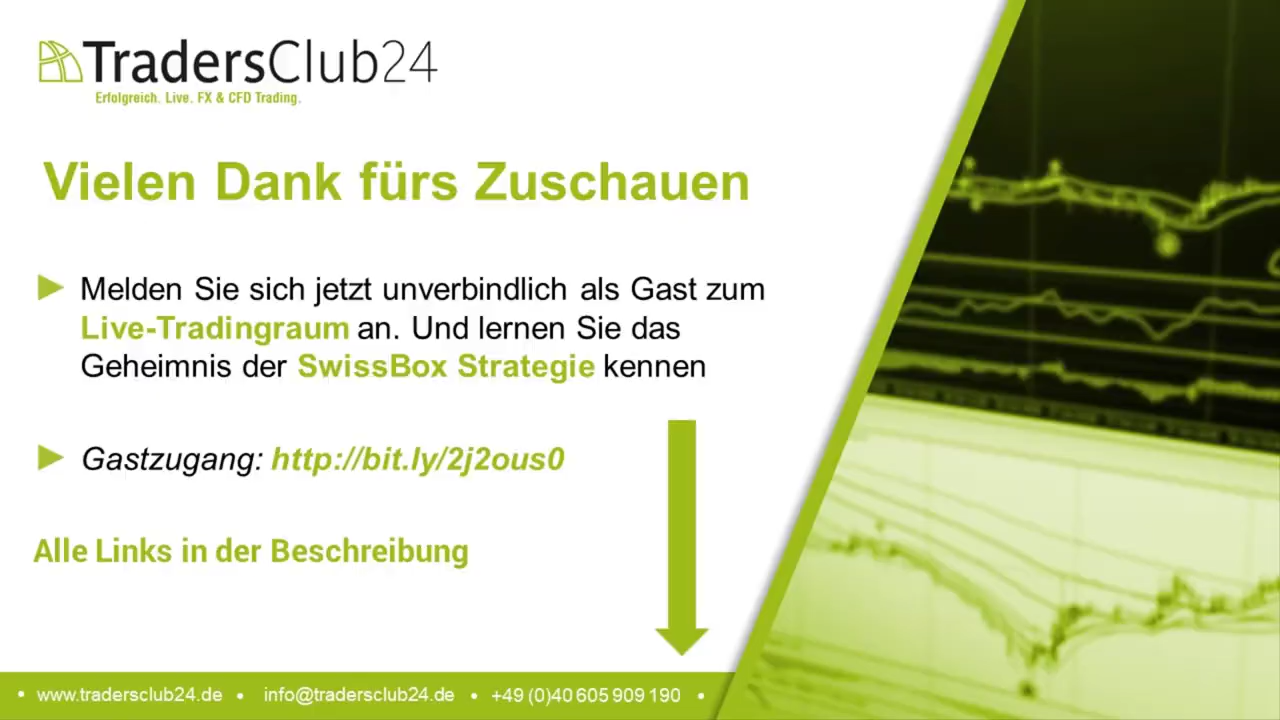 TradersClub24
Erfolgreich. Live. FX & CFD Trading.
Vielen Dank fürs Zuschauen
Melden Sie sich jetzt unverbindlich als Gast zum
Live-Tradingraum an. Und lernen Sie das
Geheimnis der SwissBox Strategie kennen
Gastzugang: http://bit.ly/2j2ous0
Alle Links in der Beschreibung
• www.tradersclub24.de • info@tradersclub24.de • +49 (0)40 605 909 190 •